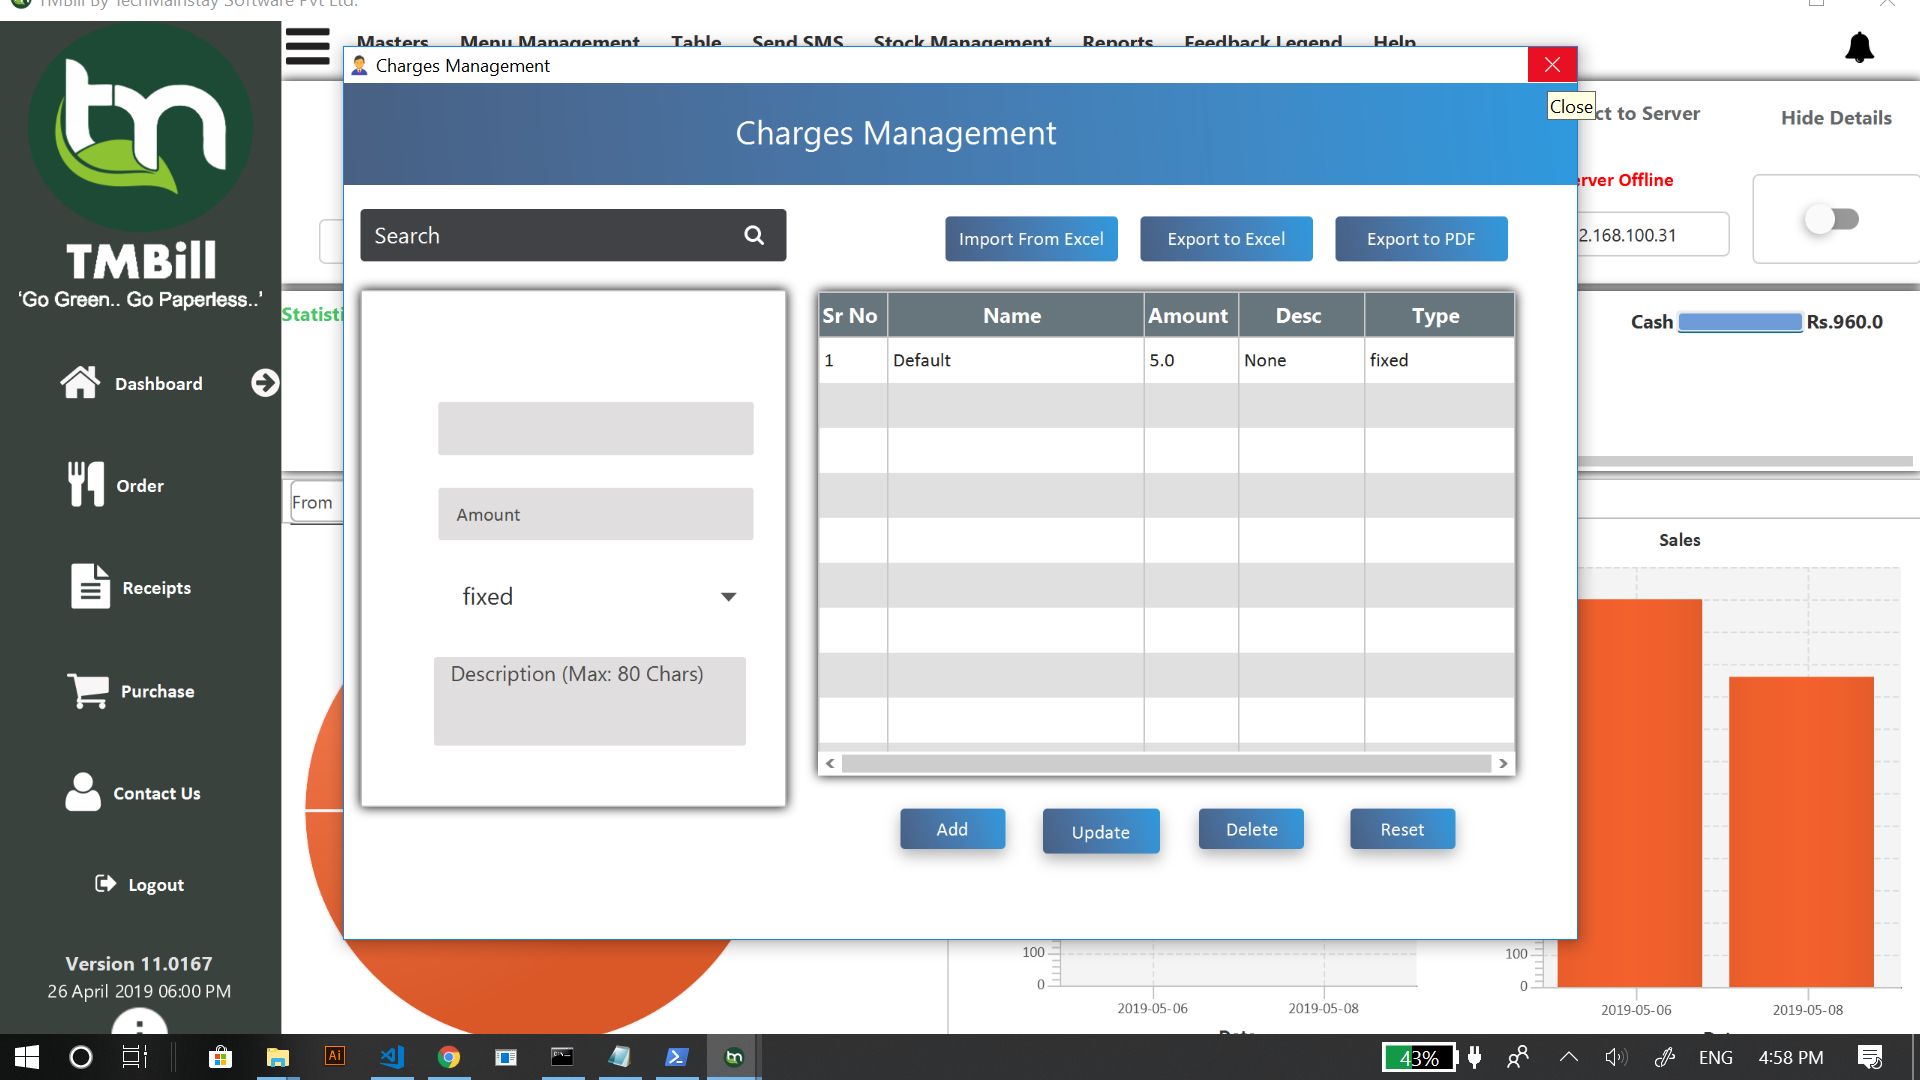 TMBill By TechMainstay Software Pvt Ltd.
Masters Menu Management Table Send SMS Stock Management Reports Feedback Legend Help
Charges Management
Close
ct to Server
Hide Details
Charges Management
erver Offline
2.168.100.31
Search
Import From Excel Export to Excel Export to PDF
tm
TMBill
‘Go Green.. Go Paperless..’
Statisti
Cash Rs.960.0
Sr No Name Amount Desc Type
1 Default 5.0 None fixed
Dashboard
Order
Receipts
Purchase
Contact Us
Logout
Version 11.0167
26 April 2019 06:00 PM
From
Amount
fixed
Description (Max: 80 Chars)
Add Update Delete Reset
Sales
100
0
2019-05-06 2019-05-08
100
0
2019-05-06 2019-05-08
Ai
43%
ENG
4:58 PM